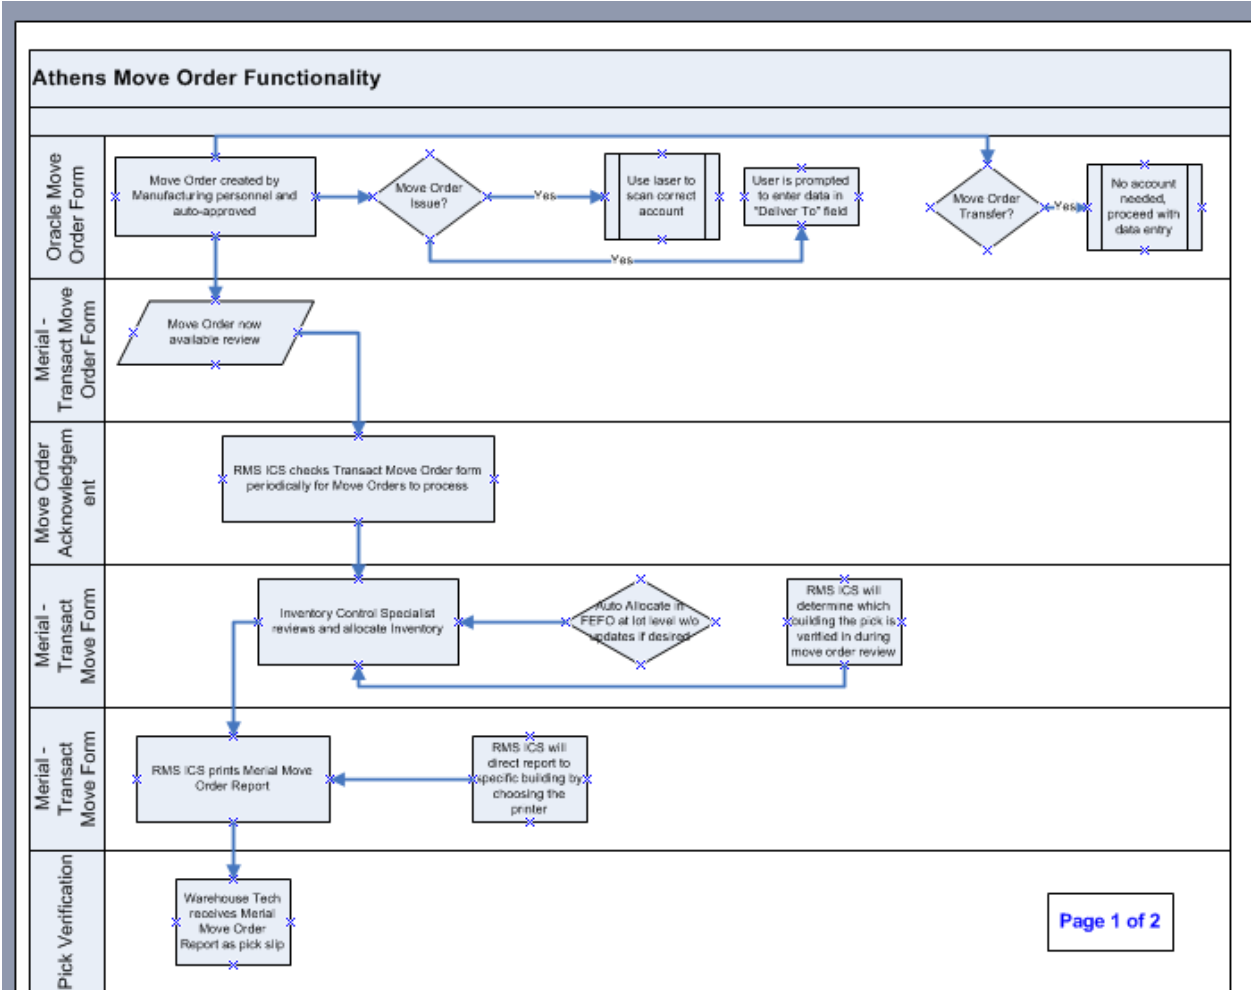 Athens Move Order Functionality
Oracle Move
Order Form
Move Order created by
Manufacturing personnel and
auto-approved
Move Order
Issue?
Yes
Yes
Use laser to
scan correct
account
User is prompted
to enter data in
"Deliver To" field
Move Order
Transfer?
Yes
No account
needed,
proceed with
data entry
Merial -
Transact Move
Order Form
Move Order now
available review
Move Order
Acknowledgem
ent
RMS ICS checks Transact Move Order form
periodically for Move Orders to process
Merial -
Transact
Move Form
Inventory Control Specialist
reviews and allocate Inventory
Auto Allocate in
FEFO at lot level w/o
updates if desired
RMS ICS will
determine which
building the pick is
verified in during
move order review
Merial -
Transact
Move Form
RMS ICS prints Merial Move
Order Report
RMS ICS will
direct report to
specific building by
choosing the
printer
Pick Verification
Warehouse Tech
receives Merial
Move Order
Report as pick slip
Page 1 of 2